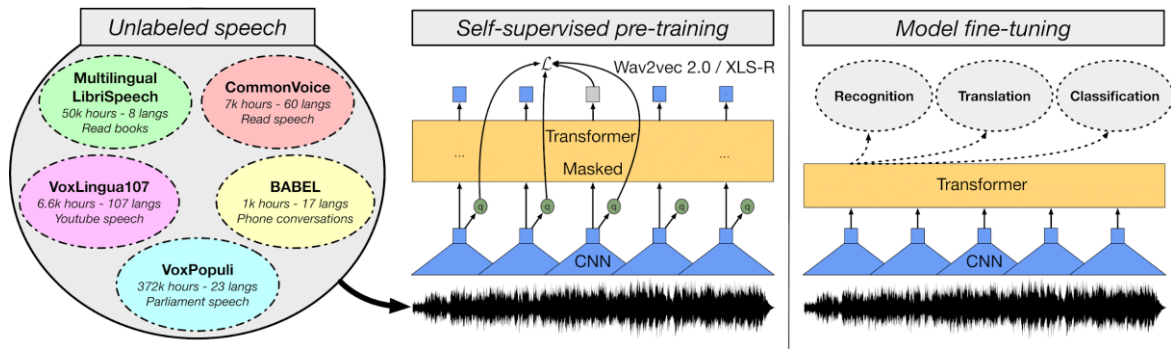 Unlabeled speech
Multilingual
LibriSpeech
50k hours - 8 langs
Read books
CommonVoice
7k hours - 60 langs
Read speech
VoxLingua107
6.6k hours - 107 langs
Youtube speech
BABEL
1k hours - 17 langs
Phone conversations
VoxPopuli
372k hours - 23 langs
Parliament speech
Self-supervised pre-training
ℒ
Wav2vec 2.0 / XLS-R
Transformer
... ...
Masked
q q q q q
CNN
Model fine-tuning
Recognition
Translation
Classification
Transformer
CNN